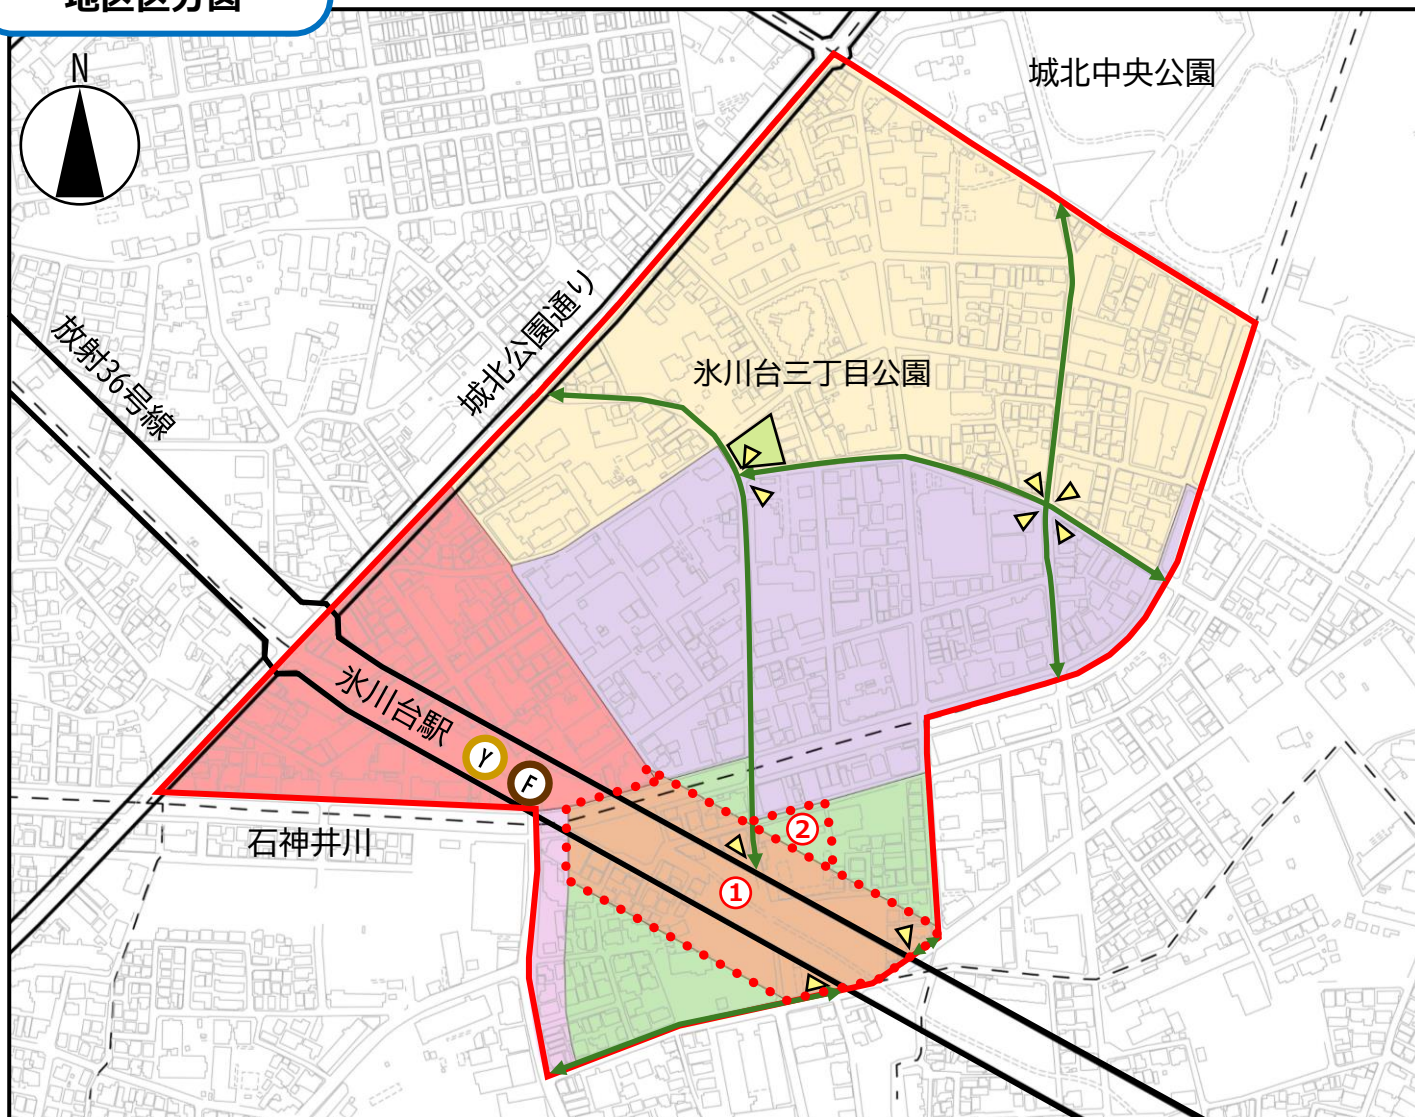 地区区分図
N
城北中央公園
放射36号線
城北公園通り
氷川台三丁目公園
氷川台駅
Y
F
石神井川
②
①